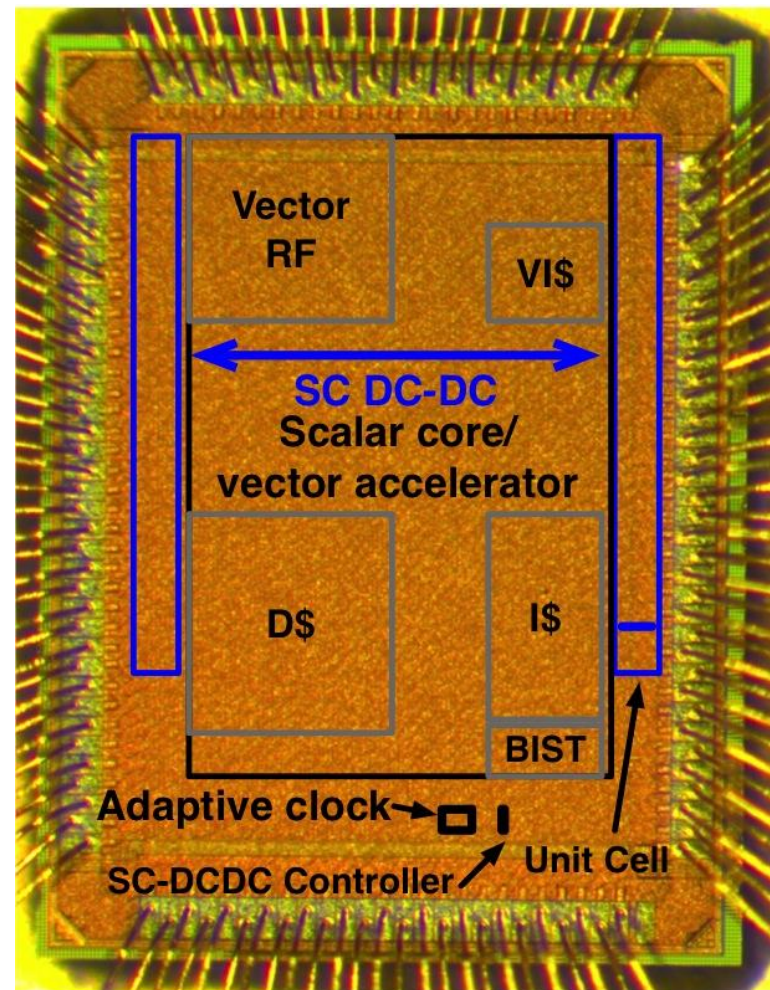 Vector
RF
VI$
SC DC-DC
Scalar core/
vector accelerator
D$
I$
BIST
Adaptive clock
Unit Cell
SC-DCDC Controller